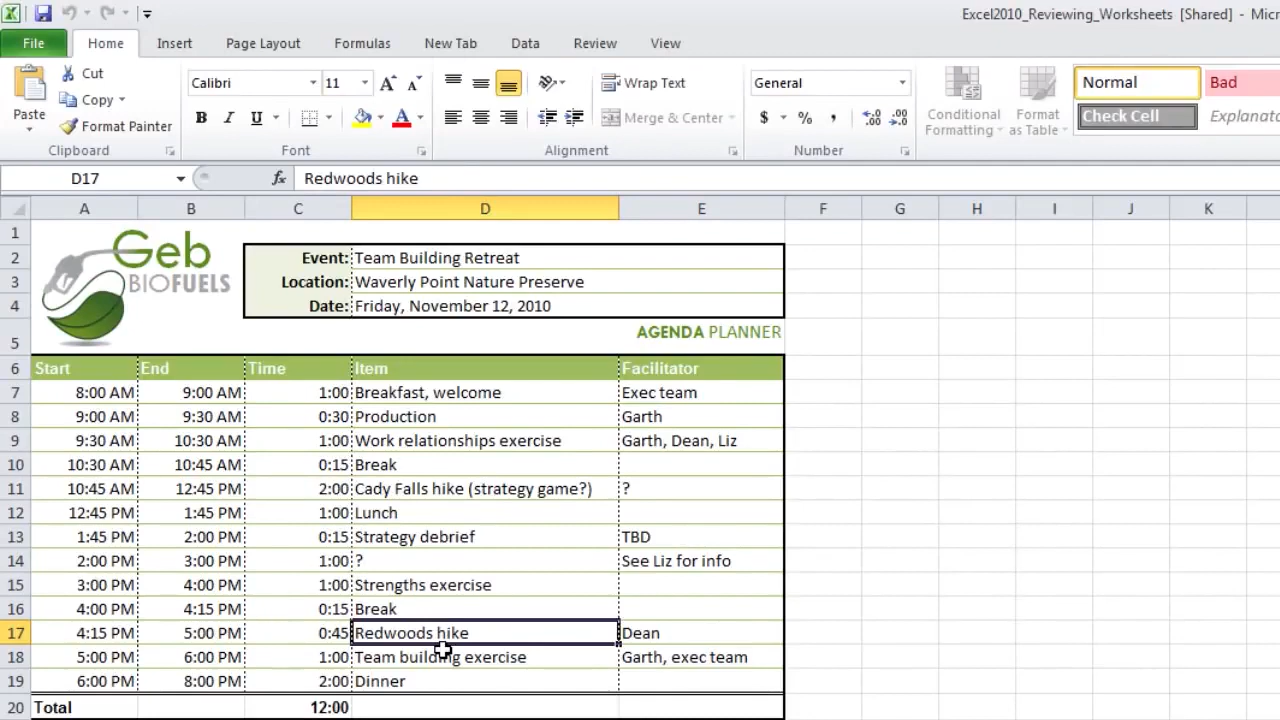 Excel2010_Reviewing_Worksheets [Shared] - Micr
File Home Insert Page Layout Formulas New Tab Data Review View
Paste Cut Copy Format Painter
Calibri 11
B I U A
Wrap Text
Merge & Center
General
$ % ,
Conditional Formatting
Format as Table
Normal Bad
Check Cell Explanato
Clipboard Font Alignment Number
D17 fx Redwoods hike
A B C D E F G H I J K
1
2 Event: Team Building Retreat
3 Location: Waverly Point Nature Preserve
4 Date: Friday, November 12, 2010
Geb
BIOFUELS
5 AGENDA PLANNER
6 Start End Time Item Facilitator
7 8:00 AM 9:00 AM 1:00 Breakfast, welcome Exec team
8 9:00 AM 9:30 AM 0:30 Production Garth
9 9:30 AM 10:30 AM 1:00 Work relationships exercise Garth, Dean, Liz
10 10:30 AM 10:45 AM 0:15 Break
11 10:45 AM 12:45 PM 2:00 Cady Falls hike (strategy game?) ?
12 12:45 PM 1:45 PM 1:00 Lunch
13 1:45 PM 2:00 PM 0:15 Strategy debrief TBD
14 2:00 PM 3:00 PM 1:00 ? See Liz for info
15 3:00 PM 4:00 PM 1:00 Strengths exercise
16 4:00 PM 4:15 PM 0:15 Break
17 4:15 PM 5:00 PM 0:45 Redwoods hike Dean
18 5:00 PM 6:00 PM 1:00 Team building exercise Garth, exec team
19 6:00 PM 8:00 PM 2:00 Dinner
20 Total 12:00